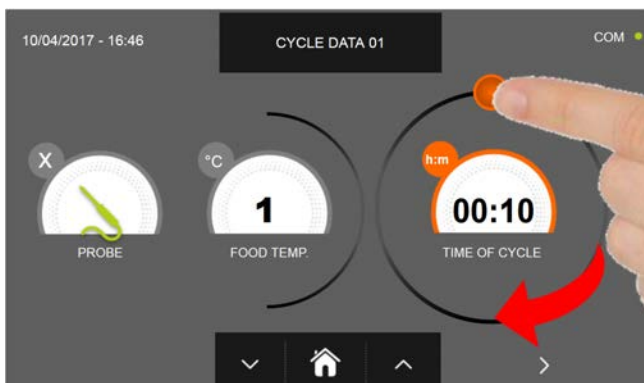 10/04/2017 - 16:46
CYCLE DATA 01
COM
X
°C
h:m
1
00:10
PROBE
FOOD TEMP.
TIME OF CYCLE